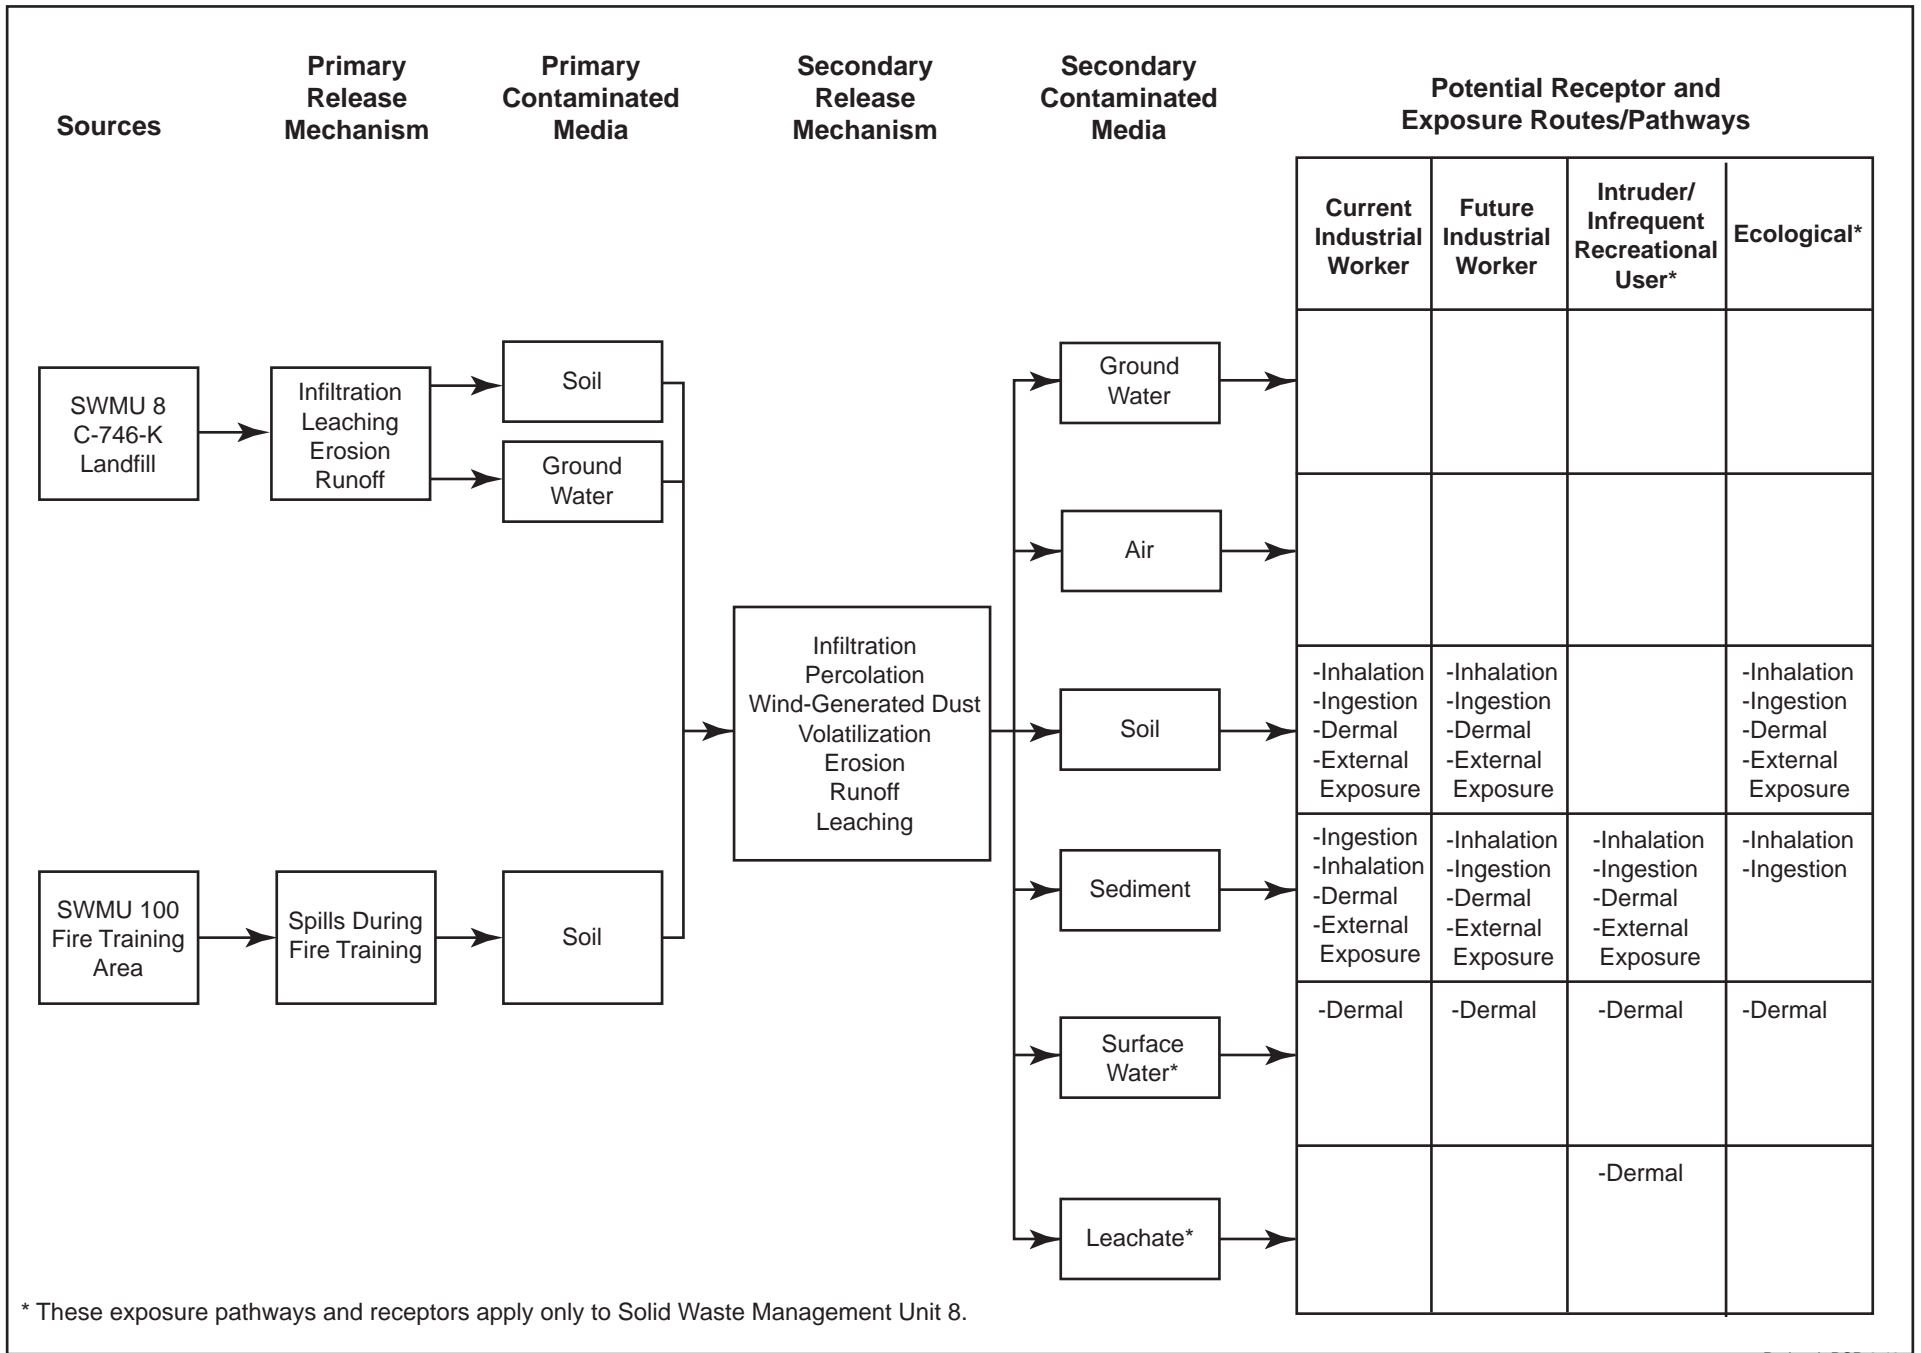 Sources
Primary
Release
Mechanism
Primary
Contaminated
Media
Secondary
Release
Mechanism
Secondary
Contaminated
Media
Potential Receptor and
Exposure Routes/Pathways
Current
Industrial
Worker
Future
Industrial
Worker
Intruder/
Infrequent
Recreational
User*
Ecological*
SWMU 8
C-746-K
Landfill
Infiltration
Leaching
Erosion
Runoff
Soil
Ground
Water
SWMU 100
Fire Training
Area
Spills During
Fire Training
Soil
Infiltration
Percolation
Wind-Generated Dust
Volatilization
Erosion
Runoff
Leaching
Ground
Water
Air
Soil
-Inhalation
-Ingestion
-Dermal
-External
Exposure
-Inhalation
-Ingestion
-Dermal
-External
Exposure
-Inhalation
-Ingestion
-Dermal
-External
Exposure
Sediment
-Ingestion
-Inhalation
-Dermal
-External
Exposure
-Inhalation
-Ingestion
-Dermal
-External
Exposure
-Inhalation
-Ingestion
-Dermal
-External
Exposure
-Inhalation
-Ingestion
Surface
Water*
-Dermal
-Dermal
-Dermal
-Dermal
Leachate*
-Dermal
* These exposure pathways and receptors apply only to Solid Waste Management Unit 8.